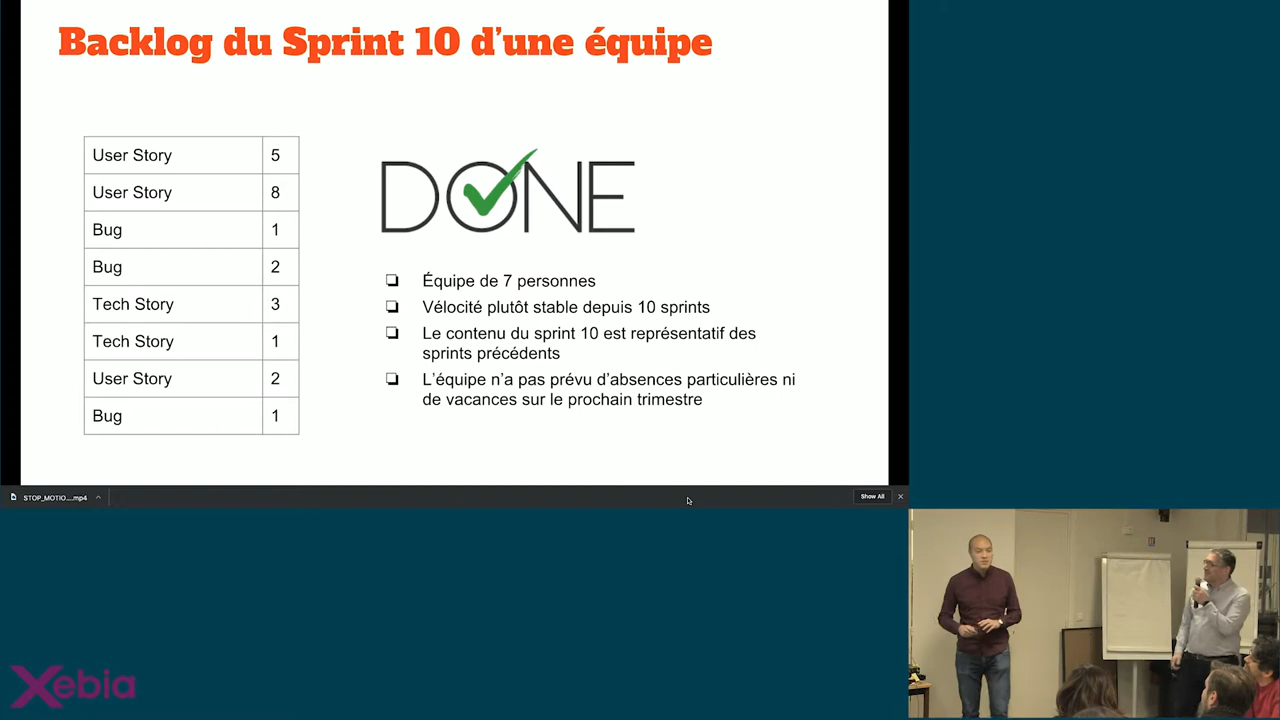 Backlog du Sprint 10 d'une équipe
User Story 5
User Story 8
Bug 1
Bug 2
Tech Story 3
Tech Story 1
User Story 2
Bug 1
DONE
Équipe de 7 personnes
Vélocité plutôt stable depuis 10 sprints
Le contenu du sprint 10 est représentatif des
sprints précédents
L'équipe n'a pas prévu d'absences particulières ni
de vacances sur le prochain trimestre
STOP_MOTIO....mp4
Show All
Xebia